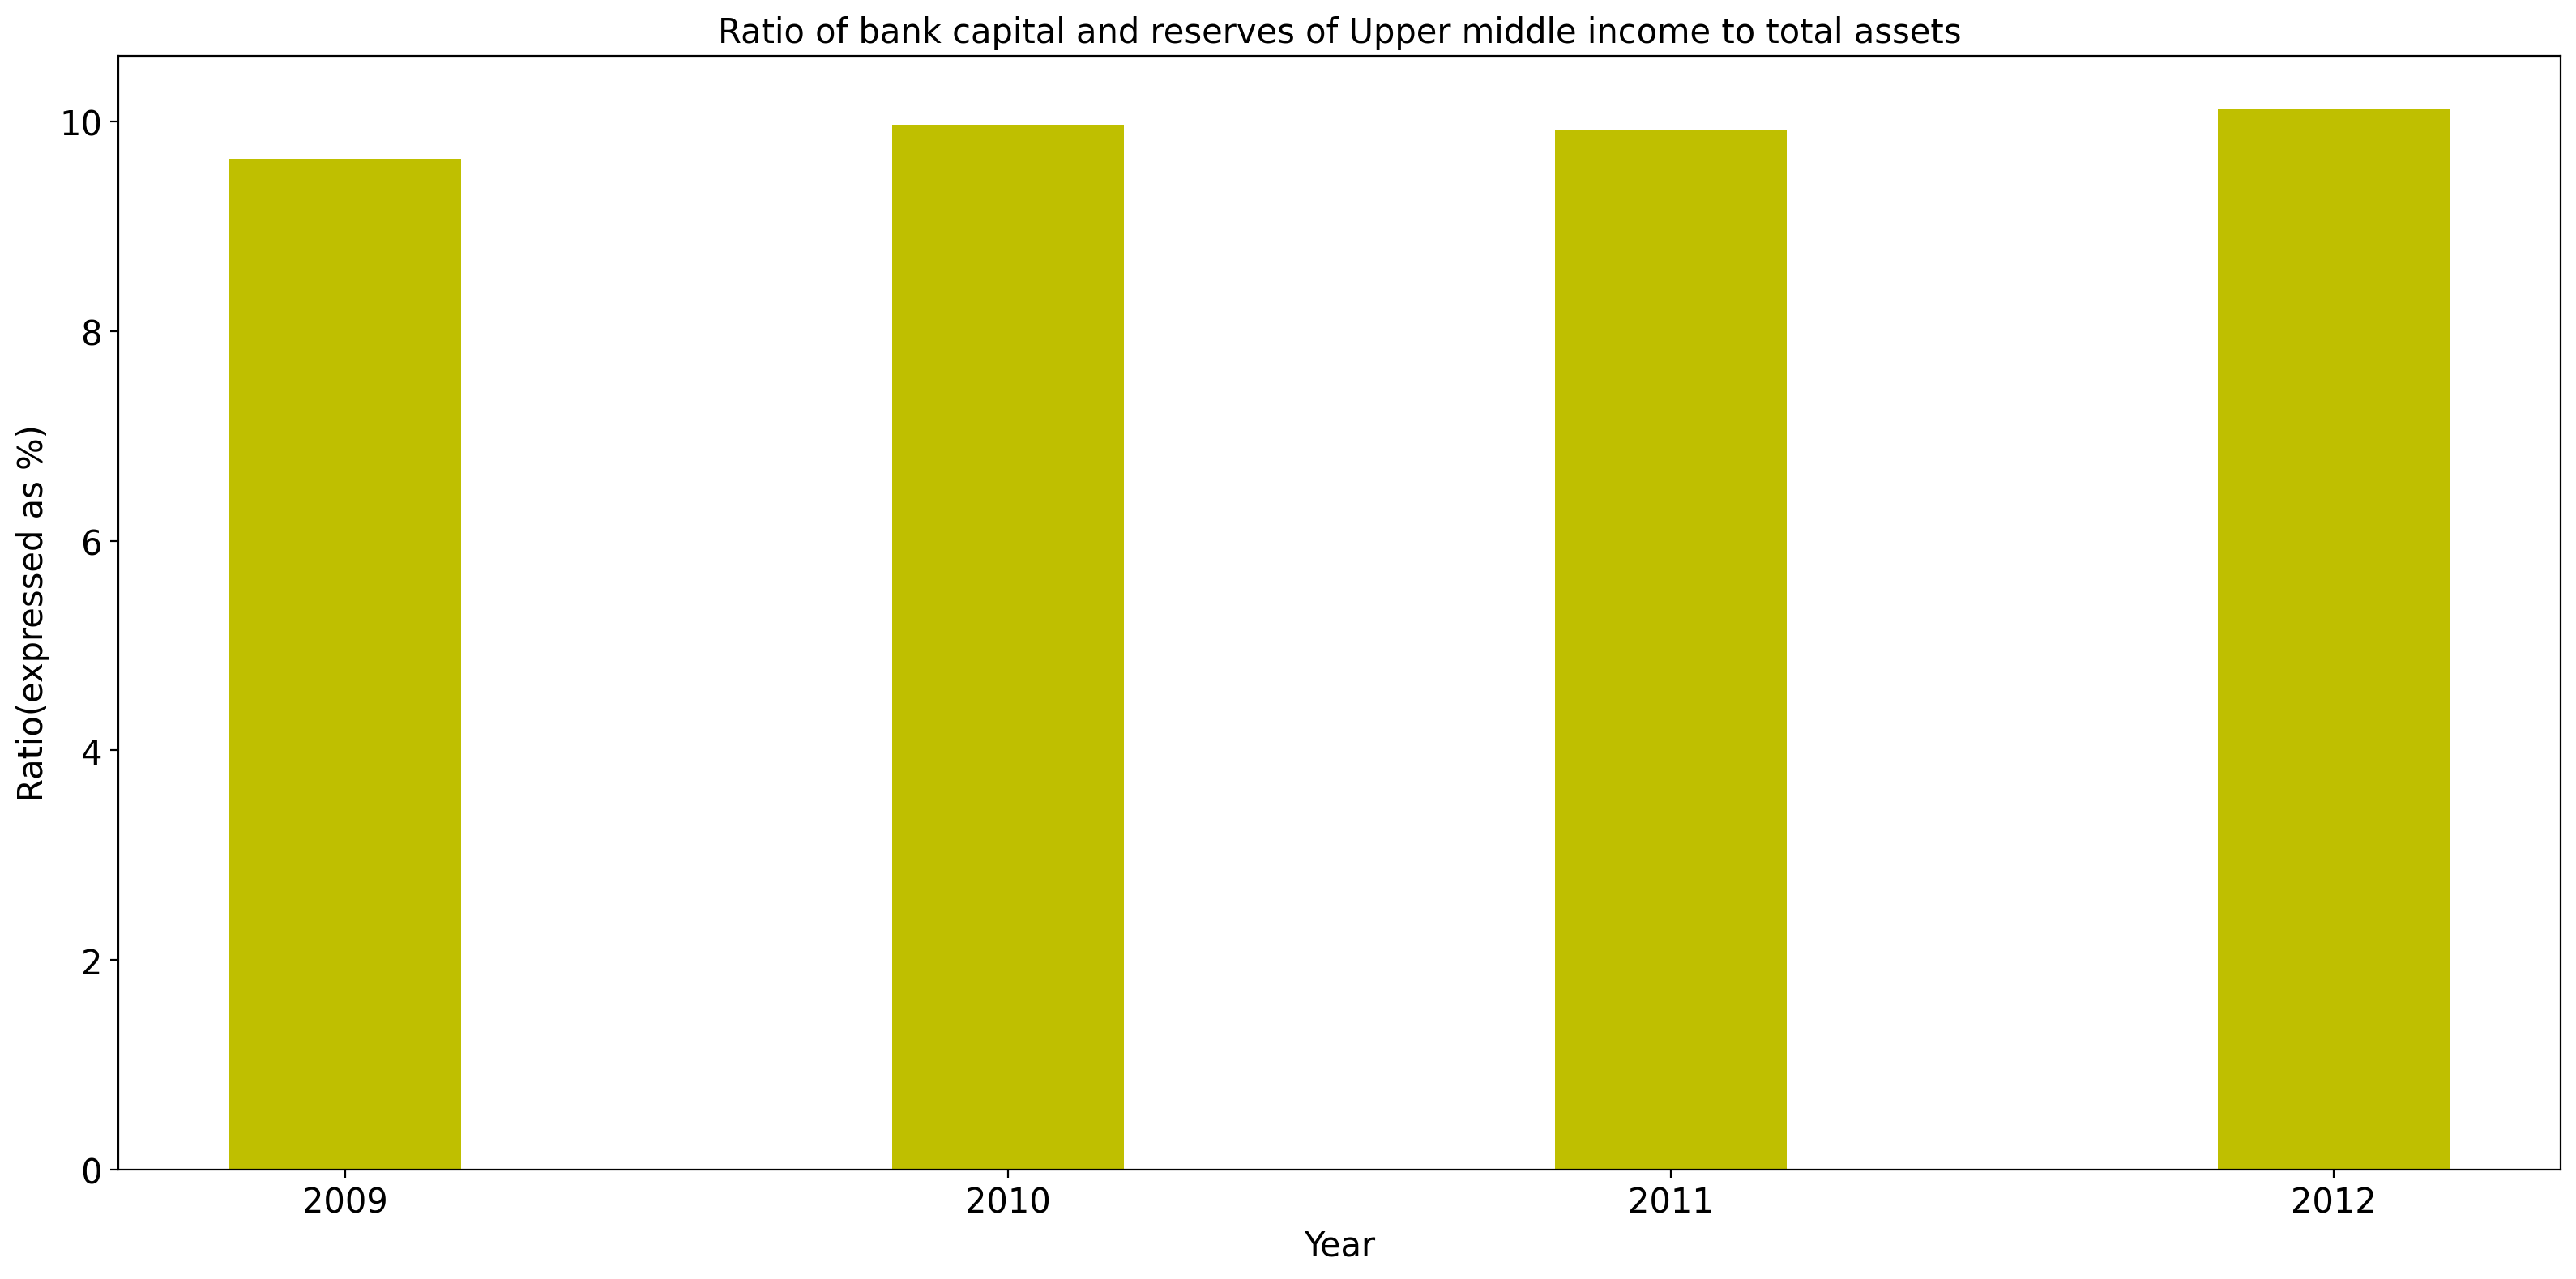 Ratio of bank capital and reserves of Upper middle income to total assets
Ratio(expressed as %)
10
8
6
4
2
0
2009 2010 2011 2012
Year